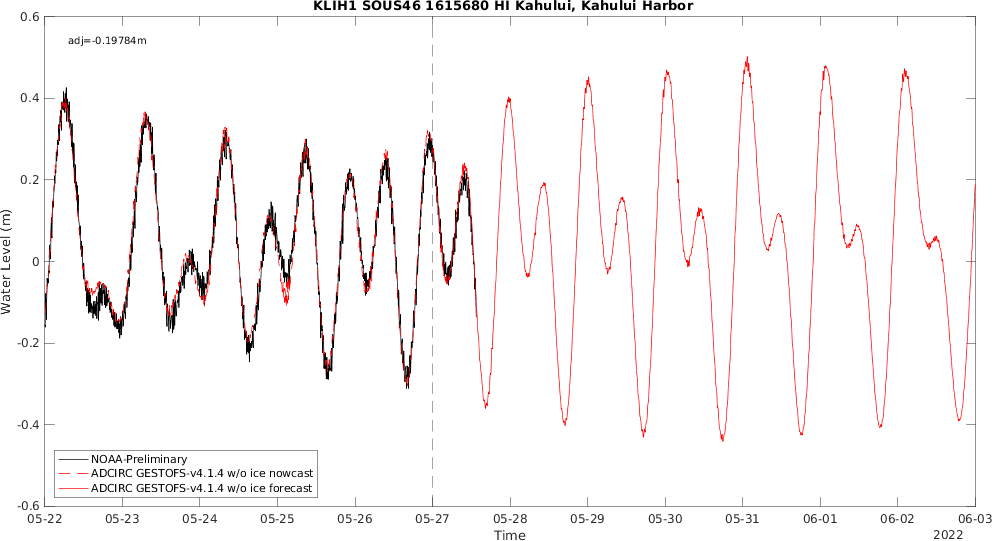 KLIH1 SOUS46 1615680 HI Kahului, Kahului Harbor
adj=-0.19784m
0.6
0.4
0.2
0
-0.2
-0.4
-0.6
Water Level (m)
NOAA-Preliminary
ADCIRC GESTOFS-v4.1.4 w/o ice nowcast
ADCIRC GESTOFS-v4.1.4 w/o ice forecast
05-22 05-23 05-24 05-25 05-26 05-27 05-28 05-29 05-30 05-31 06-01 06-02 06-03
Time
2022